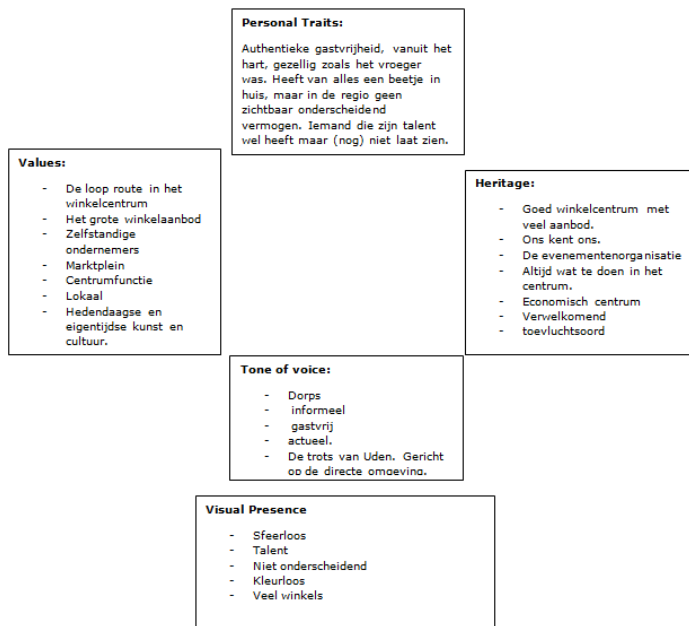 Personal Traits:
Authentieke gastvrijheid, vanuit het
hart, gezellig zoals het vroeger
was. Heeft van alles een beetje in
huis, maar in de regio geen
zichtbaar onderscheidend
vermogen. Iemand die zijn talent
wel heeft maar (nog) niet laat zien.
Values:
- De loop route in het
winkelcentrum
- Het grote winkelaanbod
- Zelfstandige
ondernemers
- Marktplein
- Centrumfunctie
- Lokaal
- Hedendaagse en
eigentijdse kunst en
cultuur.
Heritage:
- Goed winkelcentrum met
veel aanbod.
- Ons kent ons.
- De evenementenorganisatie
- Altijd wat te doen in het
centrum.
- Economisch centrum
- Verwelkomend
- toevluchtsoord
Tone of voice:
- Dorps
- informeel
- gastvrij
- actueel.
- De trots van Uden. Gericht
op de directe omgeving.
Visual Presence
- Sfeerloos
- Talent
- Niet onderscheidend
- Kleurloos
- Veel winkels